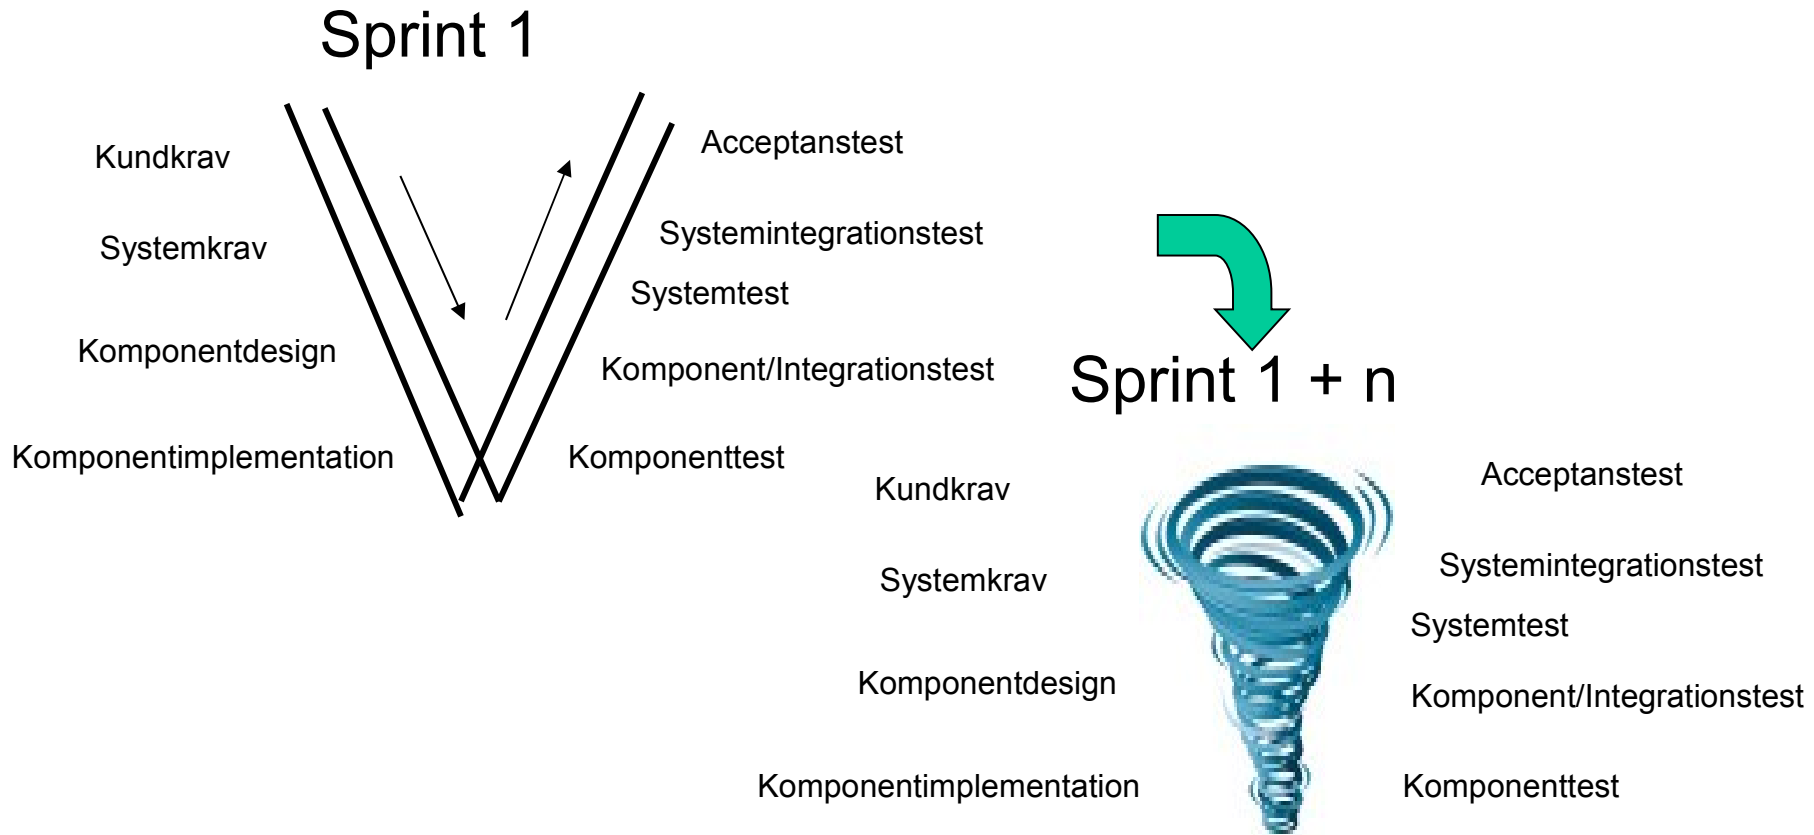 Sprint 1
Kundkrav
Systemkrav
Komponentdesign
Komponentimplementation
Acceptanstest
Systemintegrationstest
Systemtest
Komponent/Integrationstest
Komponenttest
Sprint 1 + n
Kundkrav
Systemkrav
Komponentdesign
Komponentimplementation
Acceptanstest
Systemintegrationstest
Systemtest
Komponent/Integrationstest
Komponenttest